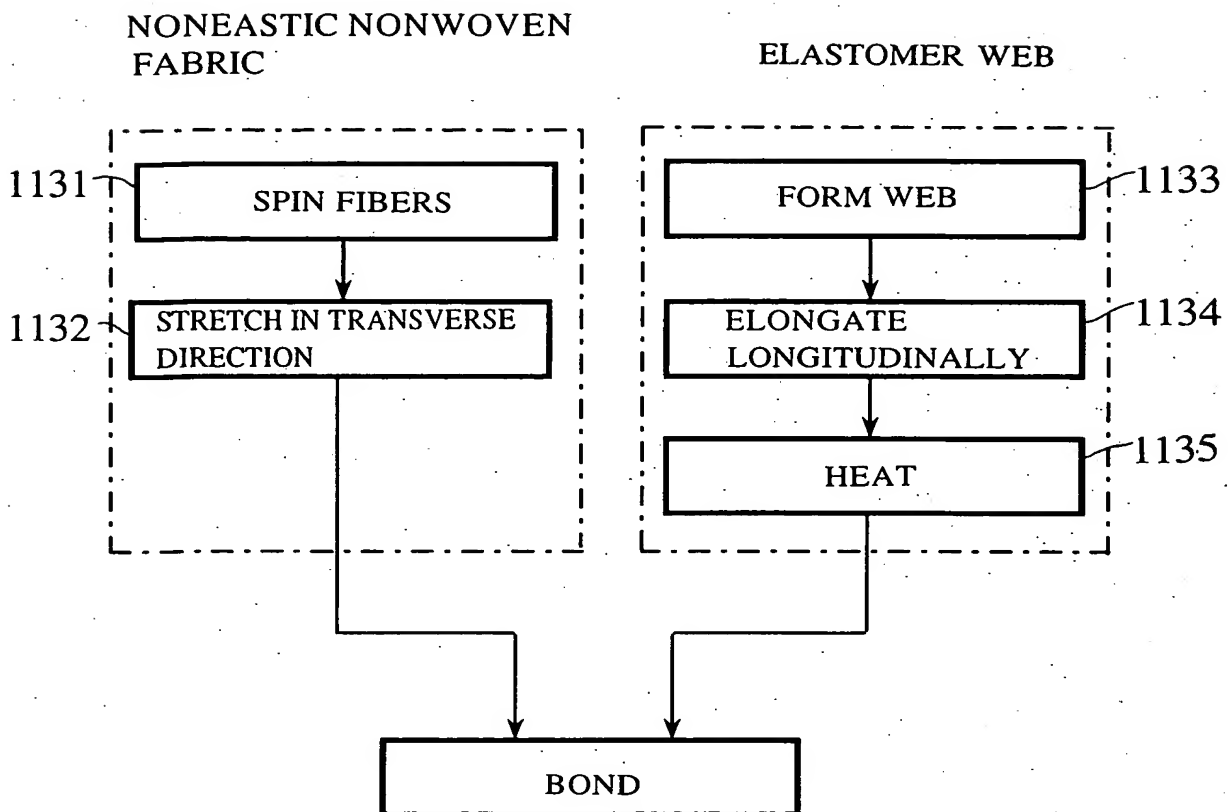 NONEASTIC NONWOVEN
FABRIC
ELASTOMER WEB
1131
SPIN FIBERS
FORM WEB
1133
1132
STRETCH IN TRANSVERSE
DIRECTION
ELONGATE
LONGITUDINALLY
1134
HEAT
1135
BOND